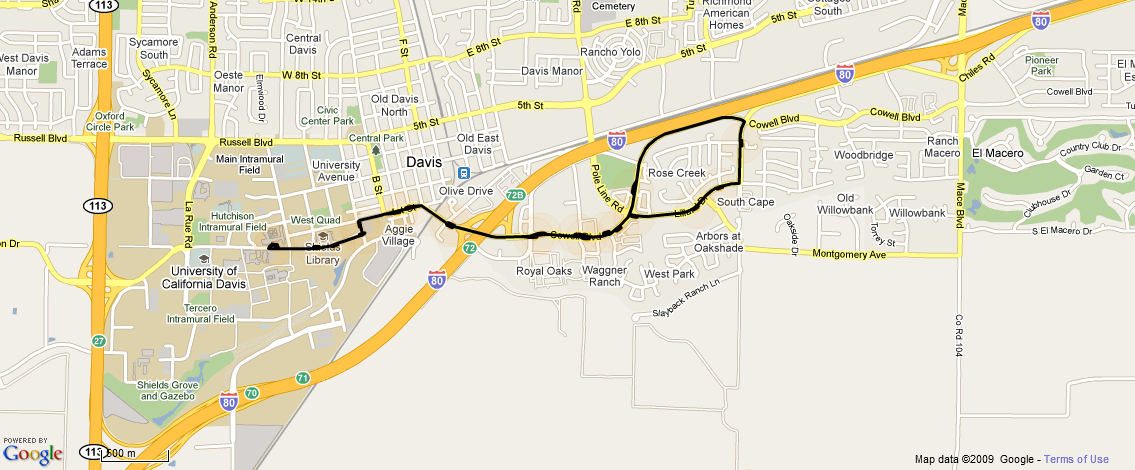 113
Anderson Rd
Central
Davis
F St
E 8th St
Cemetery
Richmond
American
Homes
Cottages
South
5th St
80
Adams
Terrace
West Davis
Manor
Sycamore
South
Oeste
Manor
Elmwood Dr
W 8th St
E 8th St
Davis Manor
Rancho Yolo
5th St
80
Chiles Rd
Pioneer
Park
Cowell Blvd
Sycamore Ln
Oxford
Circle Park
Civic
Center Park
Old Davis
North
5th St
5th St
Cowell Blvd
Cowell Blvd
Russell Blvd
Russell Blvd
Central Park
Old East
Davis
80
Main Intramural
Field
University
Avenue
Davis
B St
Rose Creek
Woodbridge
Ranch
Macero
El Macero
Country Club Dr
Garden Ct
Clubhouse Dr
113
La Rue Rd
Hutchison
Intramural Field
West Quad
Shields
Library
Olive Drive
72B
Pole Line Rd
South Cape
Old
Willowbank
Willowbank
Mace Blvd
1st St
Aggie
Village
Cowell Blvd
Arbors at
Oakshade
Oakside Dr
Torrey St
S El Macero Dr
Montgomery Ave
University of
California Davis
72
80
Royal Oaks
Waggner
Ranch
West Park
Slayback Ranch Ln
Tercero
Intramural Field
27
Co Rd 104
Shields Grove
and Gazebo
71
70
80
113
500 m
POWERED BY
Google
Map data ©2009 Google - Terms of Use